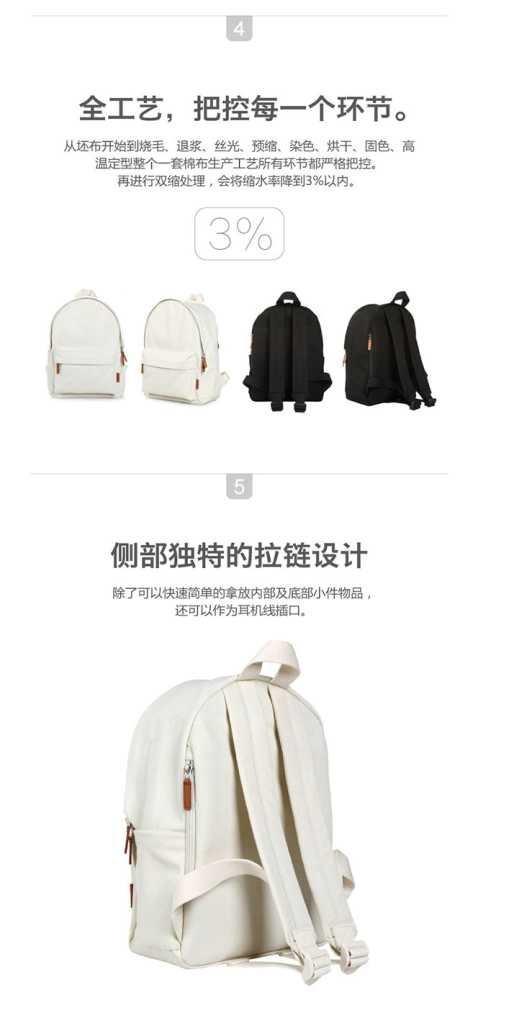 4
全工艺，把控每一个环节。
从坯布开始到烧毛、退浆、丝光、预缩、染色、烘干、固色、高
温定型整个一套棉布生产工艺所有环节都严格把控。
再进行双缩处理，会将缩水率降到3%以内。
3%
5
侧部独特的拉链设计
除了可以快速简单的拿放内部及底部小件物品，
还可以作为耳机线插口。